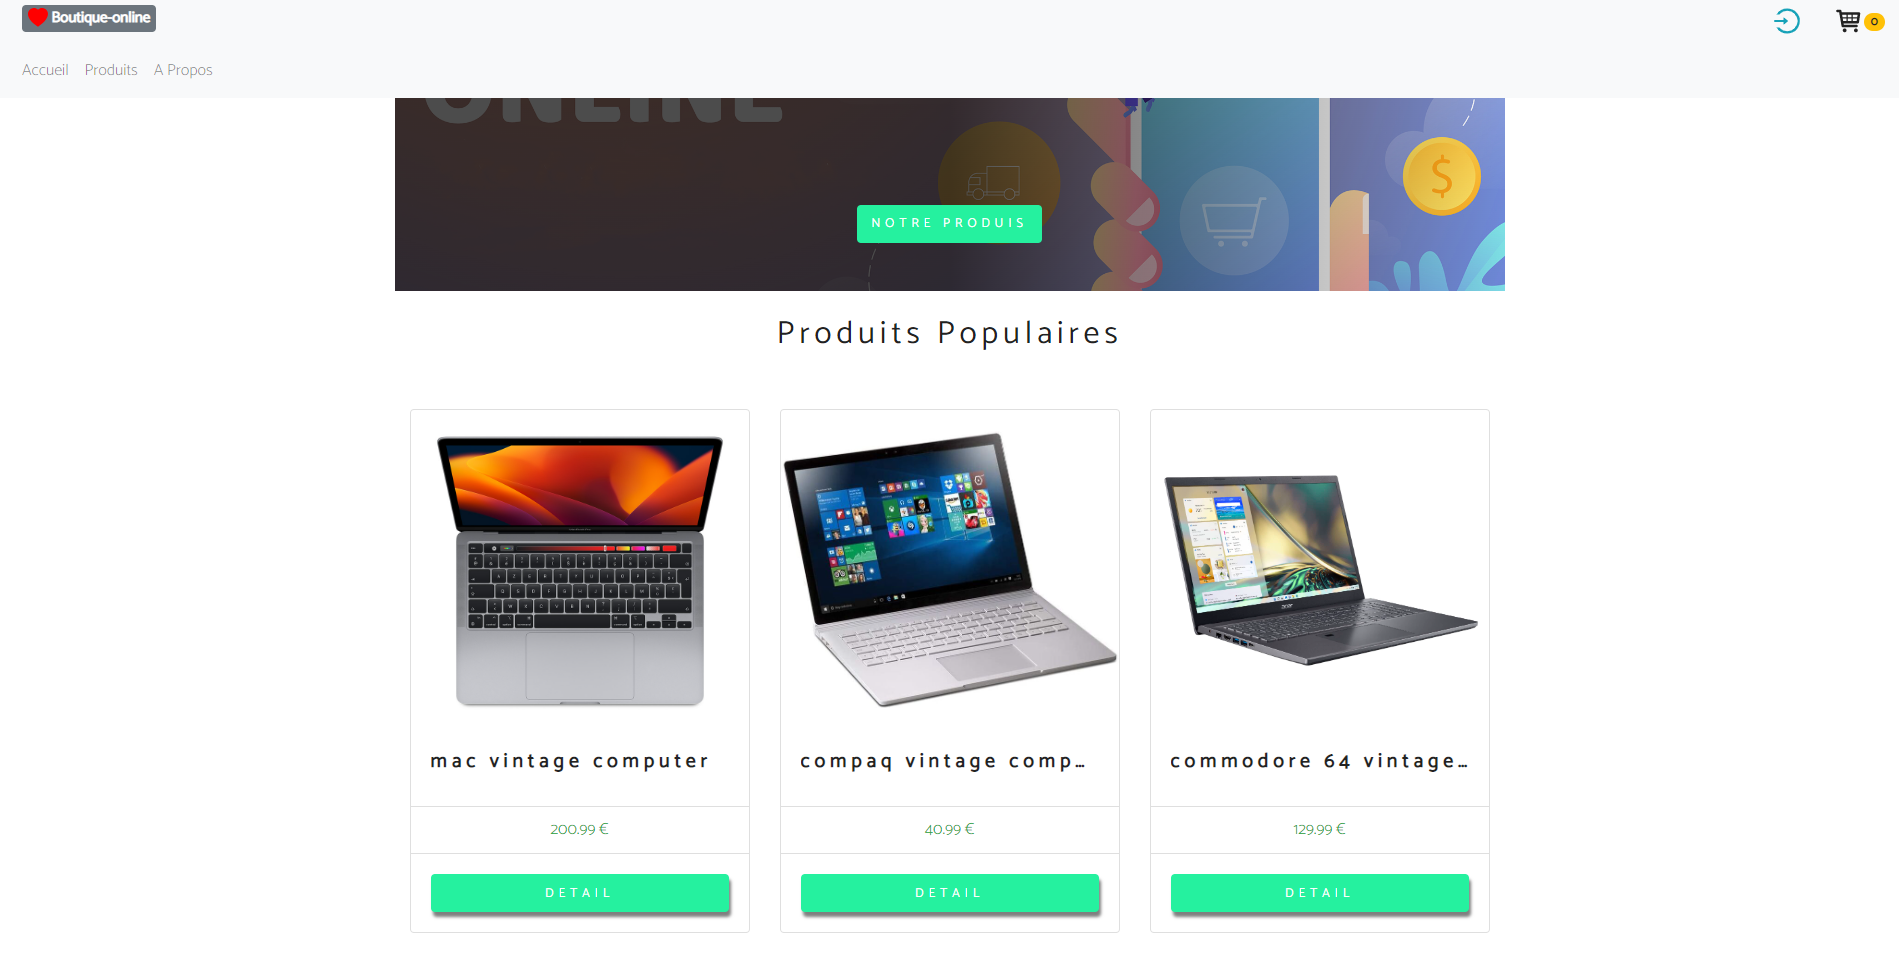 Boutique-online
0
Accueil
Produits
A Propos
ONLINE
NOTRE PRODUIS
$
Produits Populaires
mac vintage computer
compaq vintage comp...
commodore 64 vintage...
200.99 €
40.99 €
129.99 €
DETAIL
DETAIL
DETAIL